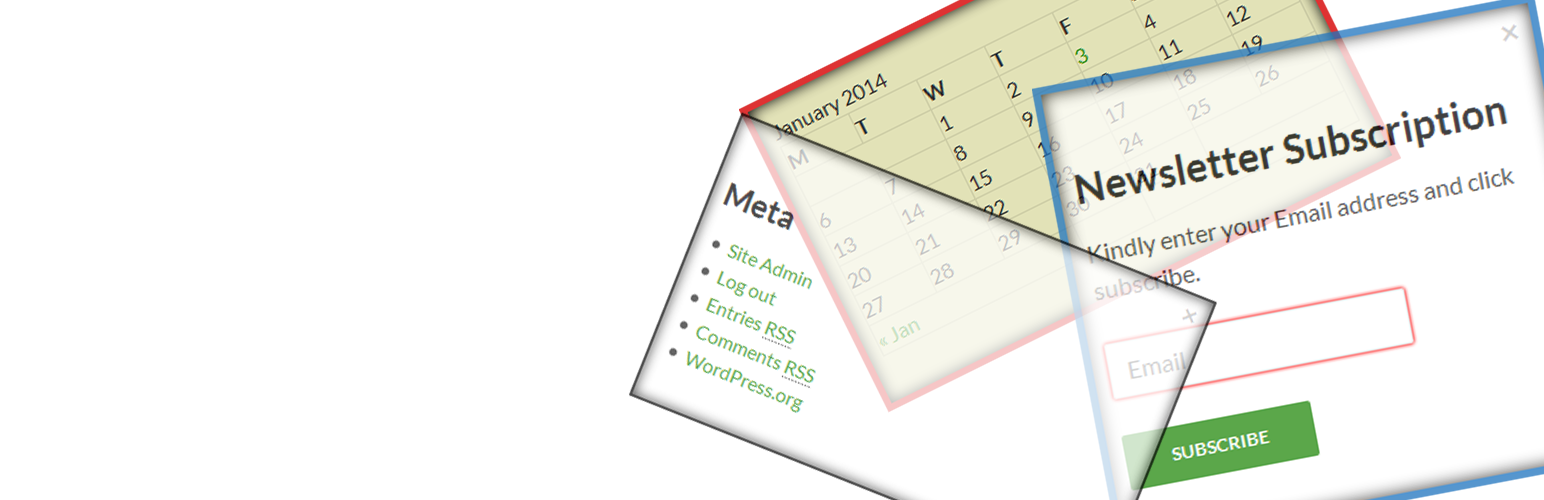 January 2014
M T W T F
1 2 3 4
6 7 8 9 10 11 12
13 14 15 16 17 18 19
20 21 22 23 24 25 26
27 28 29 30 31
« Jan
Meta
Site Admin
Log out
Entries RSS
Comments RSS
WordPress.org
×
Newsletter Subscription
Kindly enter your Email address and click
subscribe.
+
Email
SUBSCRIBE